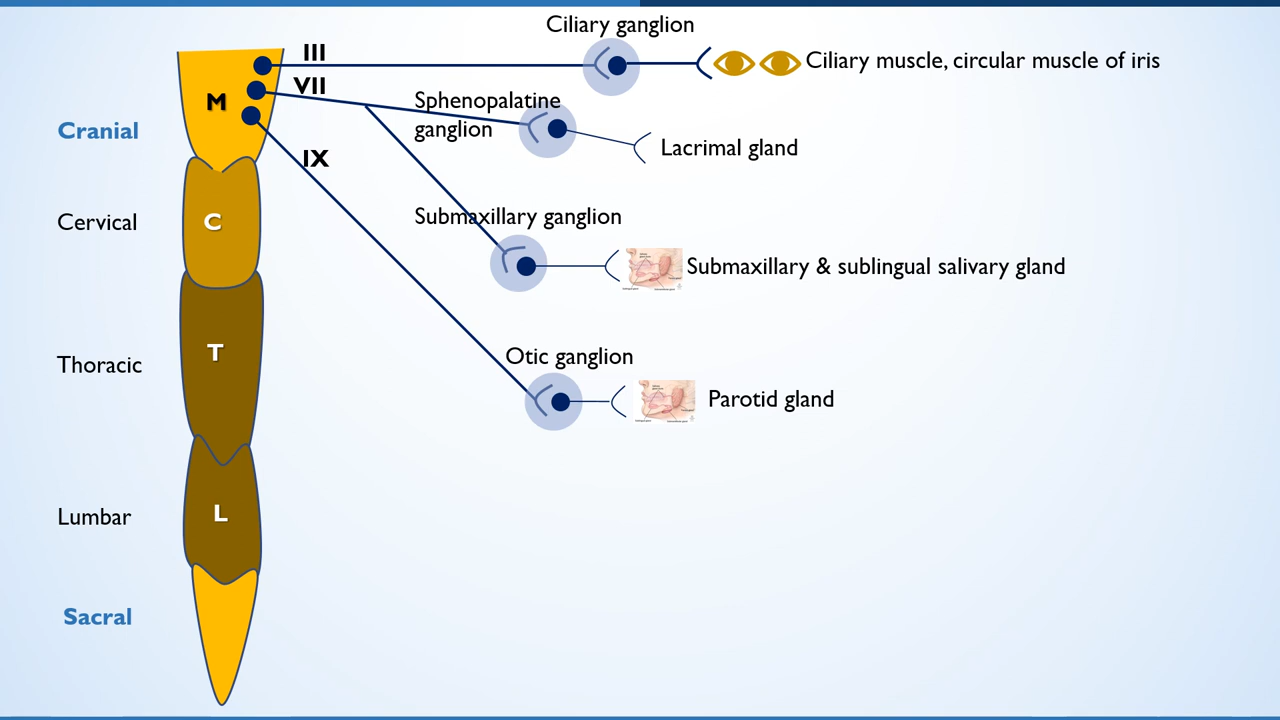 Ciliary ganglion
III
Ciliary muscle, circular muscle of iris
VII
M
Sphenopalatine
ganglion
Cranial
Lacrimal gland
IX
Cervical
C
Submaxillary ganglion
Submaxillary & sublingual salivary gland
T
Thoracic
Otic ganglion
Parotid gland
L
Lumbar
Sacral